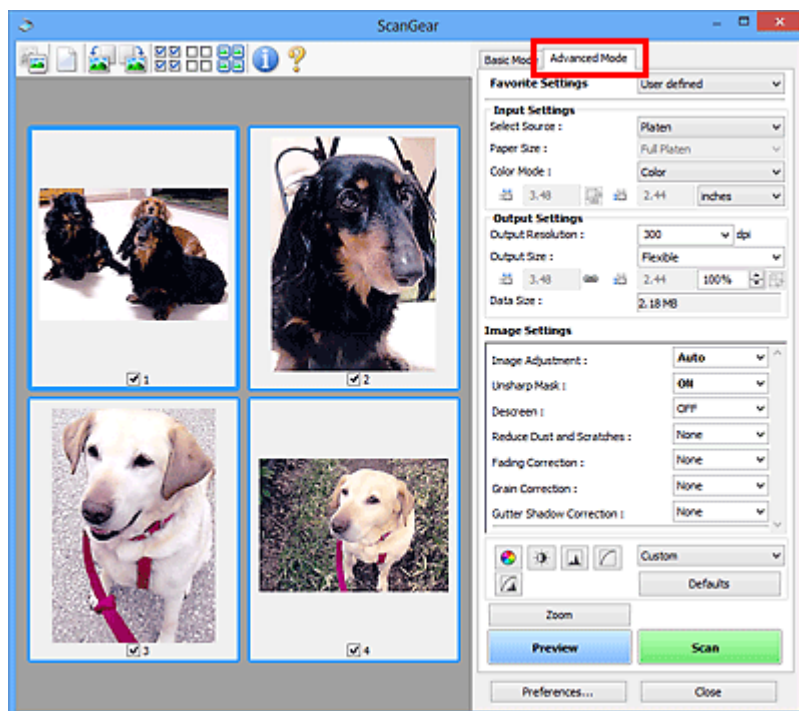 ScanGear
Basic Mode Advanced Mode
Favorite Settings User defined
Input Settings
Select Source : Platen
Paper Size : Full Platen
Color Mode : Color
3.48 2.44 inches
Output Settings
Output Resolution : 300 dpi
Output Size : Flexible
3.48 2.44 100%
Data Size : 2.18 MB
Image Settings
Image Adjustment : Auto
Unsharp Mask : ON
Descreen : OFF
Reduce Dust and Scratches : None
Fading Correction : None
Grain Correction : None
Gutter Shadow Correction : None
Custom
Defaults
Zoom
Preview Scan
Preferences... Close
1 2
3 4